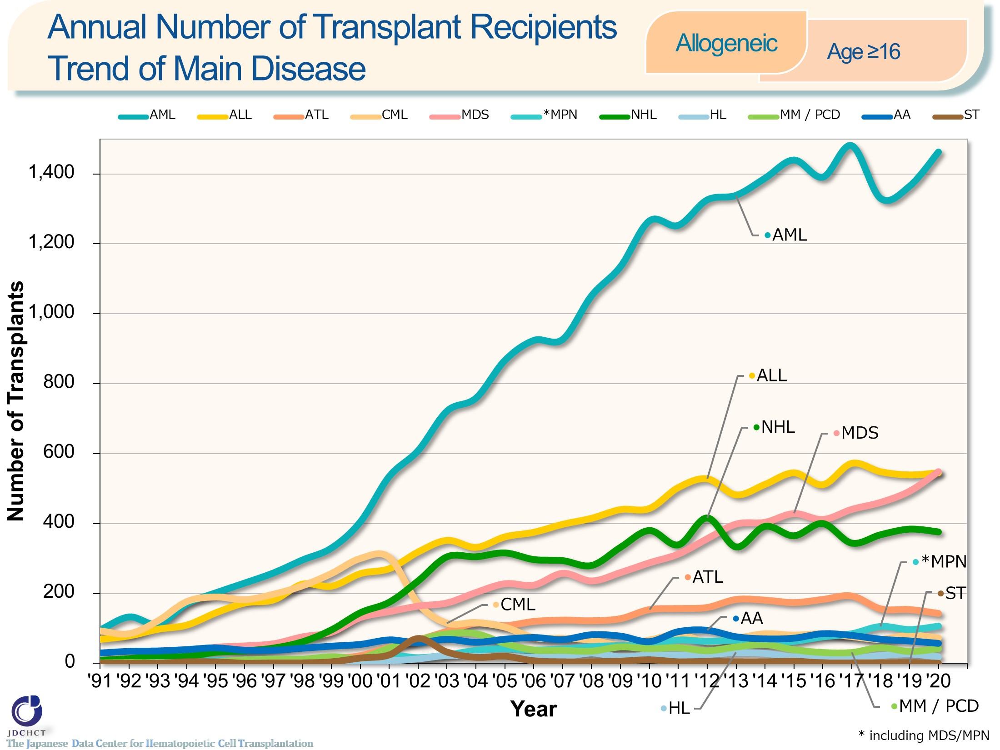 Annual Number of Transplant Recipients
Trend of Main Disease
Allogeneic
Age ≥16
AML ALL ATL CML MDS *MPN NHL HL MM / PCD AA ST
1,400
1,200
1,000
800
600
400
200
0
Number of Transplants
AML
ALL
NHL
MDS
*MPN
ATL
ST
CML
AA
'91 '92 '93 '94 '95 '96 '97 '98 '99 '00 '01 '02 '03 '04 '05 '06 '07 '08 '09 '10 '11 '12 '13 '14 '15 '16 '17 '18 '19 '20
Year
HL
MM / PCD
JDCHCT
* including MDS/MPN
The Japanese Data Center for Hematopoietic Cell Transplantation